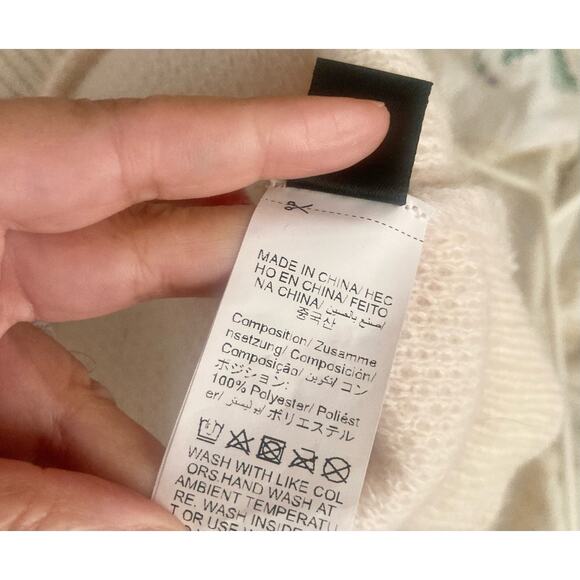 MADE IN CHINA/ HEC
HO EN CHINA/ FEITO
NA CHINA/ صنع بالصين/
중국산
Composition/ Zusamme
nsetzung/ Composición/
Composição/ تكوين/ コン
ポジション:
100% Polyester/ Poliést
er/ بوليستر/ ポリエステル
WASH WITH LIKE COL
ORS.HAND WASH AT
AMBIENT TEMPERATU
RE. WASH INSIDE
T OR USE